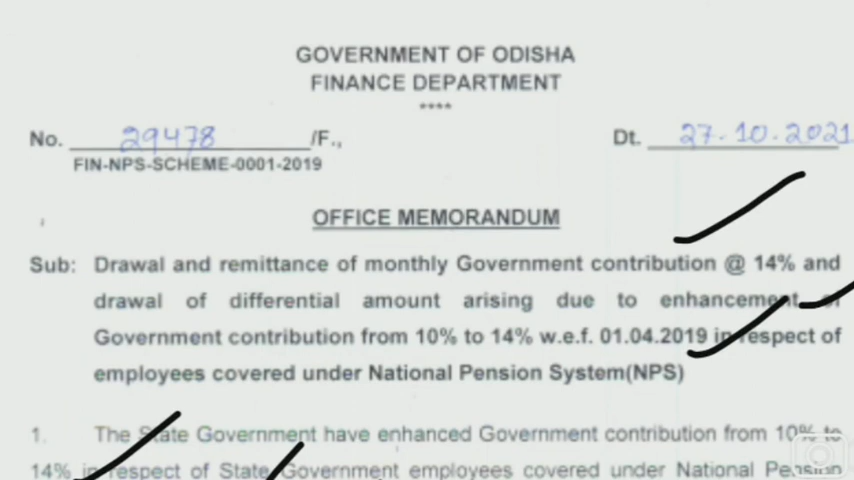 GOVERNMENT OF ODISHA
FINANCE DEPARTMENT
****
No. 29478 /F., Dt. 27.10.2021
FIN-NPS-SCHEME-0001-2019
OFFICE MEMORANDUM
Sub: Drawal and remittance of monthly Government contribution @ 14% and
drawal of differential amount arising due to enhancement of
Government contribution from 10% to 14% w.e.f. 01.04.2019 in respect of
employees covered under National Pension System(NPS)
1. The State Government have enhanced Government contribution from 10% to
14% in respect of State Government employees covered under National Pension